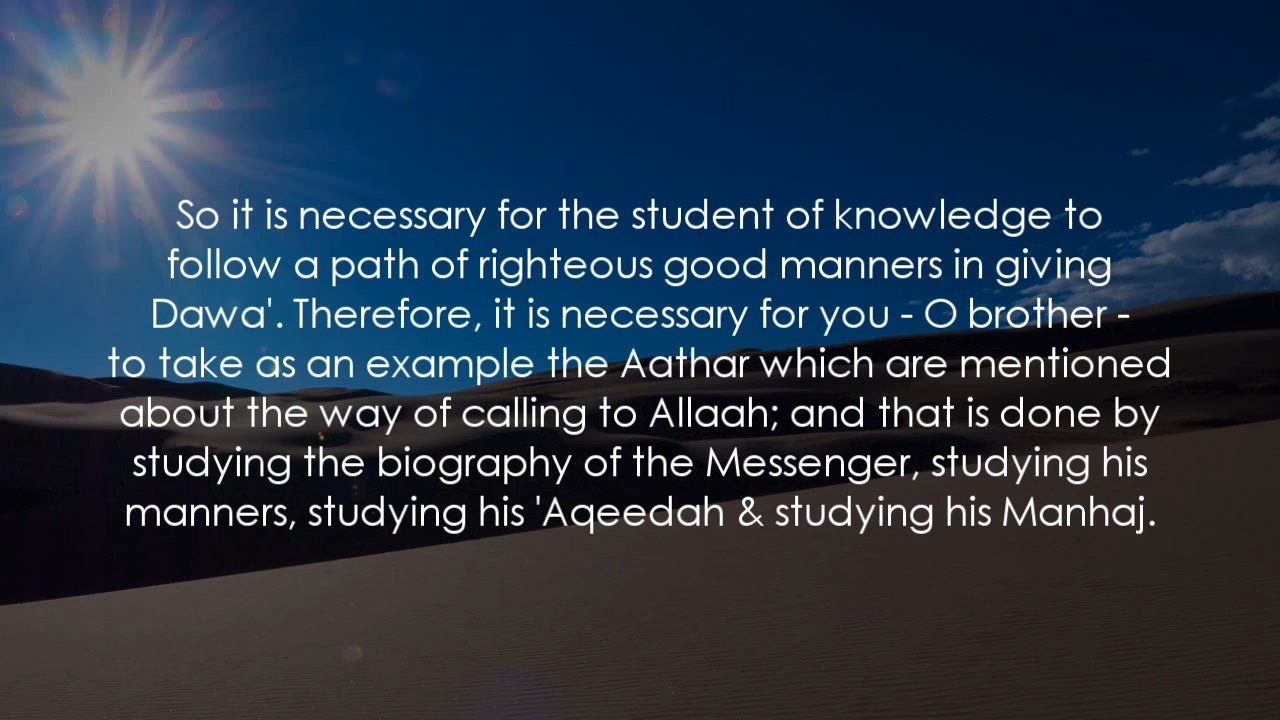 So it is necessary for the student of knowledge to
follow a path of righteous good manners in giving
Dawa'. Therefore, it is necessary for you - O brother -
to take as an example the Aathar which are mentioned
about the way of calling to Allaah; and that is done by
studying the biography of the Messenger, studying his
manners, studying his 'Aqeedah & studying his Manhaj.